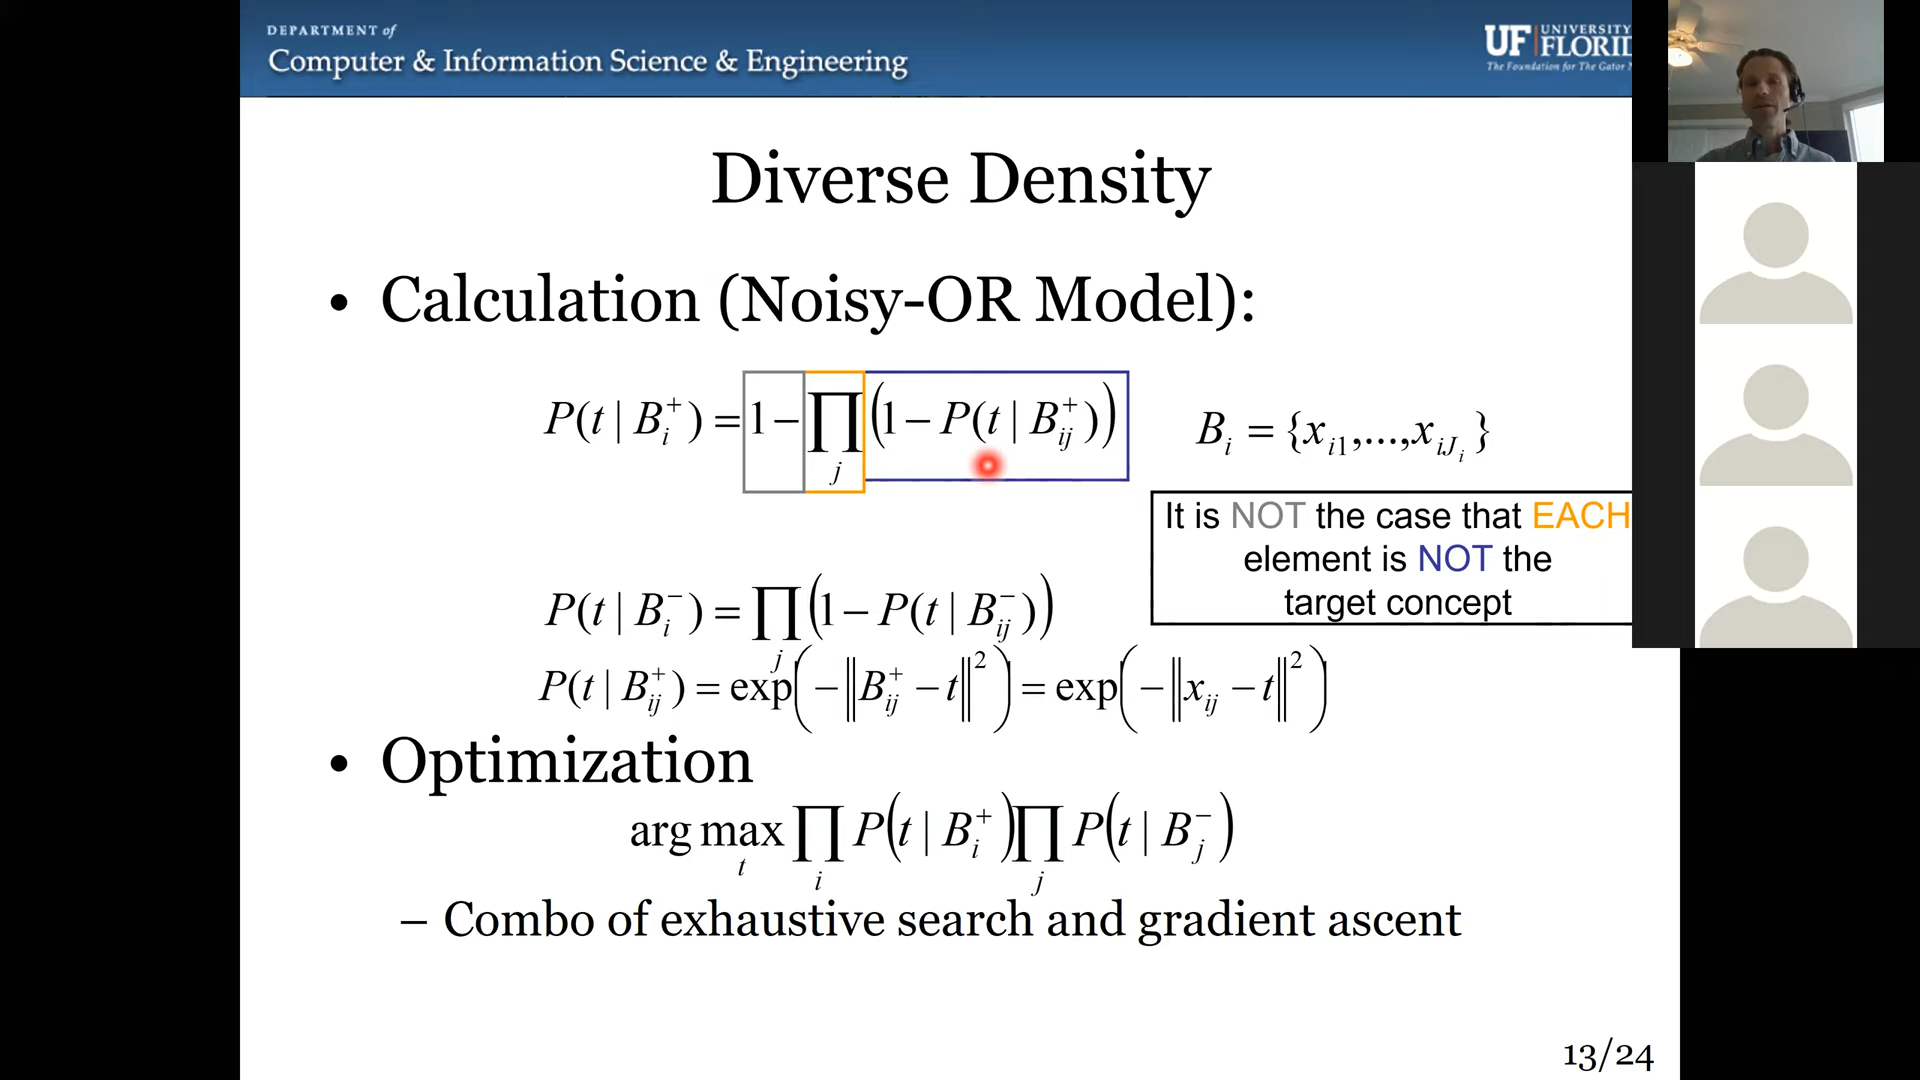 DEPARTMENT of
Computer & Information Science & Engineering
UF UNIVERSITY
FLORID
The Foundation for The Gator N
Diverse Density
• Calculation (Noisy-OR Model):
P(t | B_i^+) = 1 − ∏_j (1 − P(t | B_ij^+))
B_i = {x_i1,...,x_iJ_i}
It is NOT the case that EACH
element is NOT the
target concept
P(t | B_i^−) = ∏_j (1 − P(t | B_ij^−))
P(t | B_ij^+) = exp(−‖B_ij^+ − t‖^2) = exp(−‖x_ij − t‖^2)
• Optimization
arg max_t ∏_i P(t | B_i^+) ∏_j P(t | B_j^−)
– Combo of exhaustive search and gradient ascent
13/24